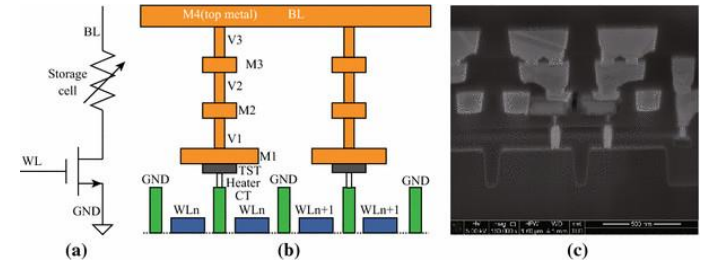 BL
Storage
cell
WL
GND
(a)
M4(top metal) BL
V3
M3
V2
M2
V1
M1
TST
Heater
CT
GND GND GND
WLn WLn WLn+1 WLn+1
(b)
500 nm
(c)